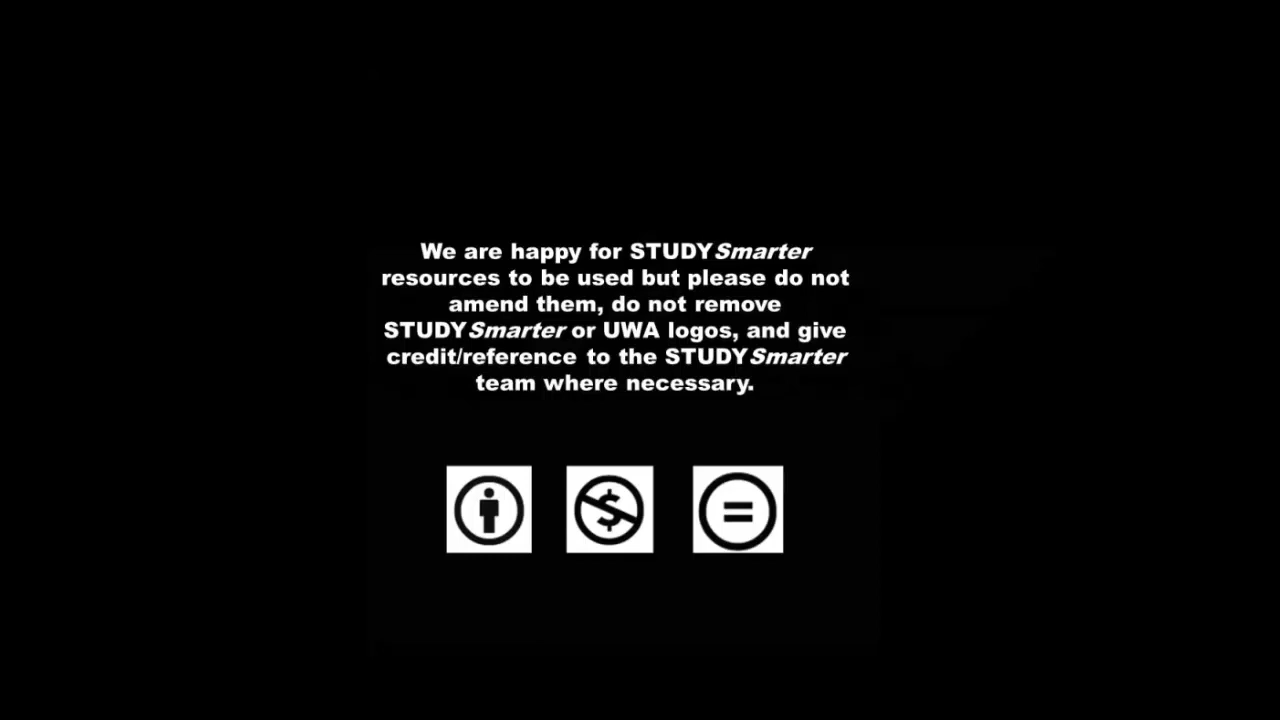 We are happy for STUDYSmarter
resources to be used but please do not
amend them, do not remove
STUDYSmarter or UWA logos, and give
credit/reference to the STUDYSmarter
team where necessary.